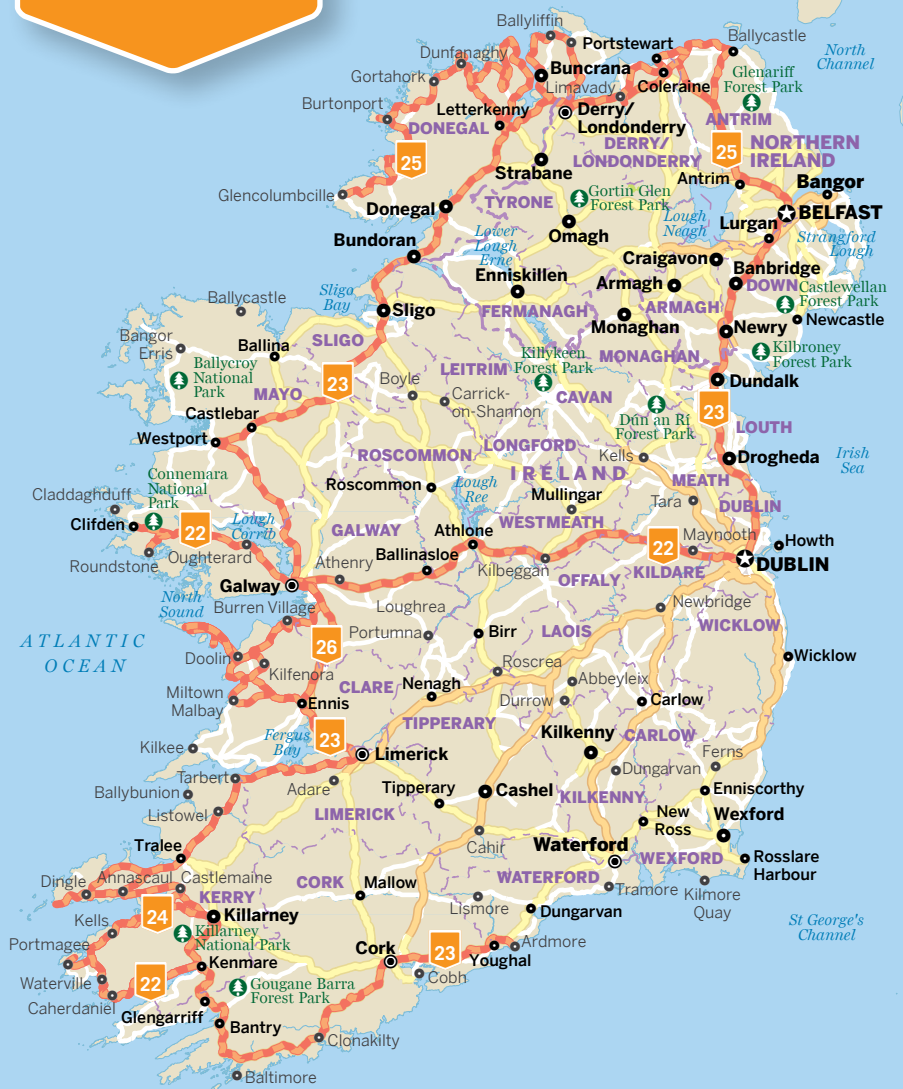 Ballyliffin
Portstewart
Ballycastle
North
Channel
Dunfanaghy
Gortahork
Buncrana
Limavady
Coleraine
Glenariff
Forest Park
Burtonport
Letterkenny
Derry/
Londonderry
DONEGAL
ANTRIM
DERRY/
LONDONDERRY
NORTHERN
IRELAND
25
25
Strabane
Antrim
Bangor
Glencolumbcille
Gortin Glen
Forest Park
Donegal
TYRONE
BELFAST
Lough
Neagh
Lurgan
Omagh
Bundoran
Lower
Lough
Erne
Strangford
Lough
Craigavon
Banbridge
Enniskillen
Armagh
DOWN
Castlewellan
Forest Park
Sligo
Bay
Ballycastle
FERMANAGH
ARMAGH
Sligo
Monaghan
Newcastle
Newry
Bangor
Erris
Ballina
SLIGO
Killykeen
Forest Park
MONAGHAN
Kilbroney
Forest Park
Ballycroy
National
Park
LEITRIM
23
Boyle
Dundalk
MAYO
Carrick-
on-Shannon
CAVAN
Dún an Rí
Forest Park
23
Castlebar
LOUTH
Westport
LONGFORD
ROSCOMMON
Kells
Drogheda
Irish
Sea
Connemara
National
Park
IRELAND
MEATH
Roscommon
Lough
Ree
Mullingar
Tara
Claddaghduff
DUBLIN
Clifden
22
Lough
Corrib
GALWAY
Athlone
WESTMEATH
22
Maynooth
Howth
Roundstone
Oughterard
Athenry
Ballinasloe
Kilbeggan
DUBLIN
Galway
OFFALY
KILDARE
North
Sound
Burren Village
Loughrea
Newbridge
WICKLOW
ATLANTIC
OCEAN
26
Portumna
Birr
LAOIS
Doolin
Kilfenora
Roscrea
Wicklow
Miltown
Malbay
CLARE
Nenagh
Abbeyleix
Durrow
Carlow
Ennis
TIPPERARY
Fergus
Bay
23
Kilkenny
CARLOW
Kilkee
Limerick
Ferns
Tarbert
Dungarvan
Ballybunion
Adare
Tipperary
Cashel
KILKENNY
Enniscorthy
Listowel
LIMERICK
New
Ross
Wexford
Tralee
Cahir
Waterford
WEXFORD
Rosslare
Harbour
Dingle
Annascaul
Castlemaine
CORK
Mallow
WATERFORD
Tramore
Kilmore
Quay
KERRY
Lismore
24
Killarney
Dungarvan
St George's
Channel
Kells
Killarney
National Park
Portmagee
Cork
23
Ardmore
Youghal
Kenmare
Waterville
22
Gougane Barra
Forest Park
Cobh
Caherdaniel
Glengarriff
Bantry
Clonakilty
Baltimore